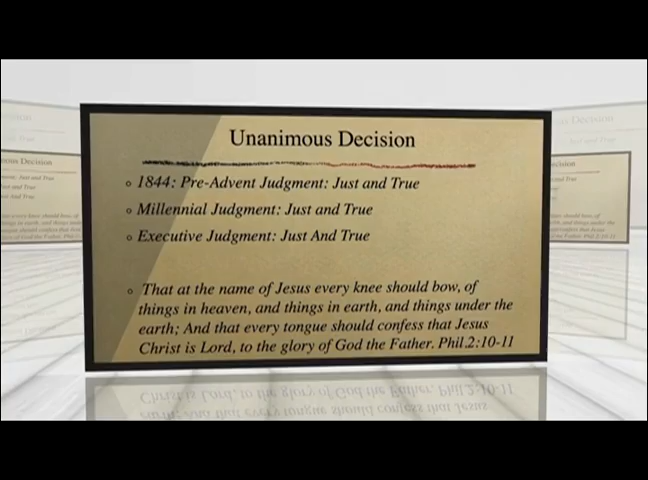 Unanimous Decision
1844: Pre-Advent Judgment: Just and True
Millennial Judgment: Just and True
Executive Judgment: Just And True
That at the name of Jesus every knee should bow, of
things in heaven, and things in earth, and things under the
earth; And that every tongue should confess that Jesus
Christ is Lord, to the glory of God the Father. Phil.2:10-11